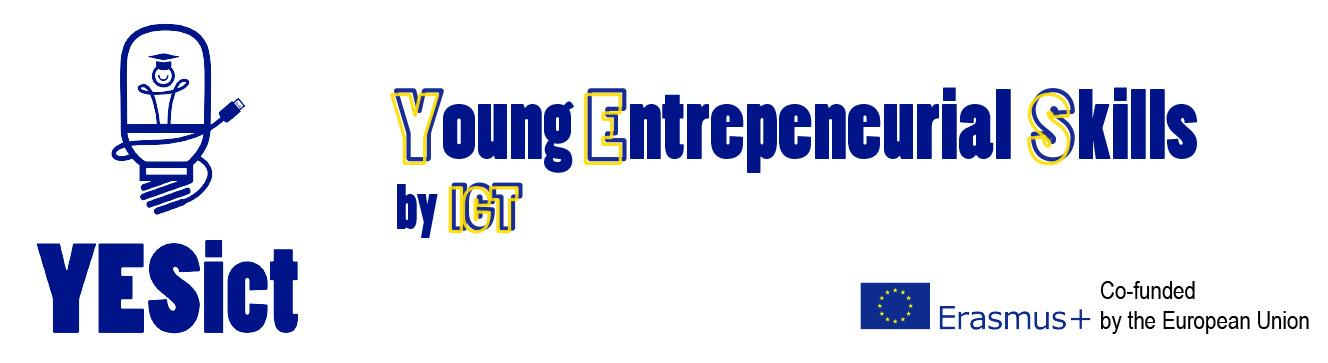 YESict
Young Entrepeneurial Skills
by ICT
Erasmus+
Co-funded
by the European Union